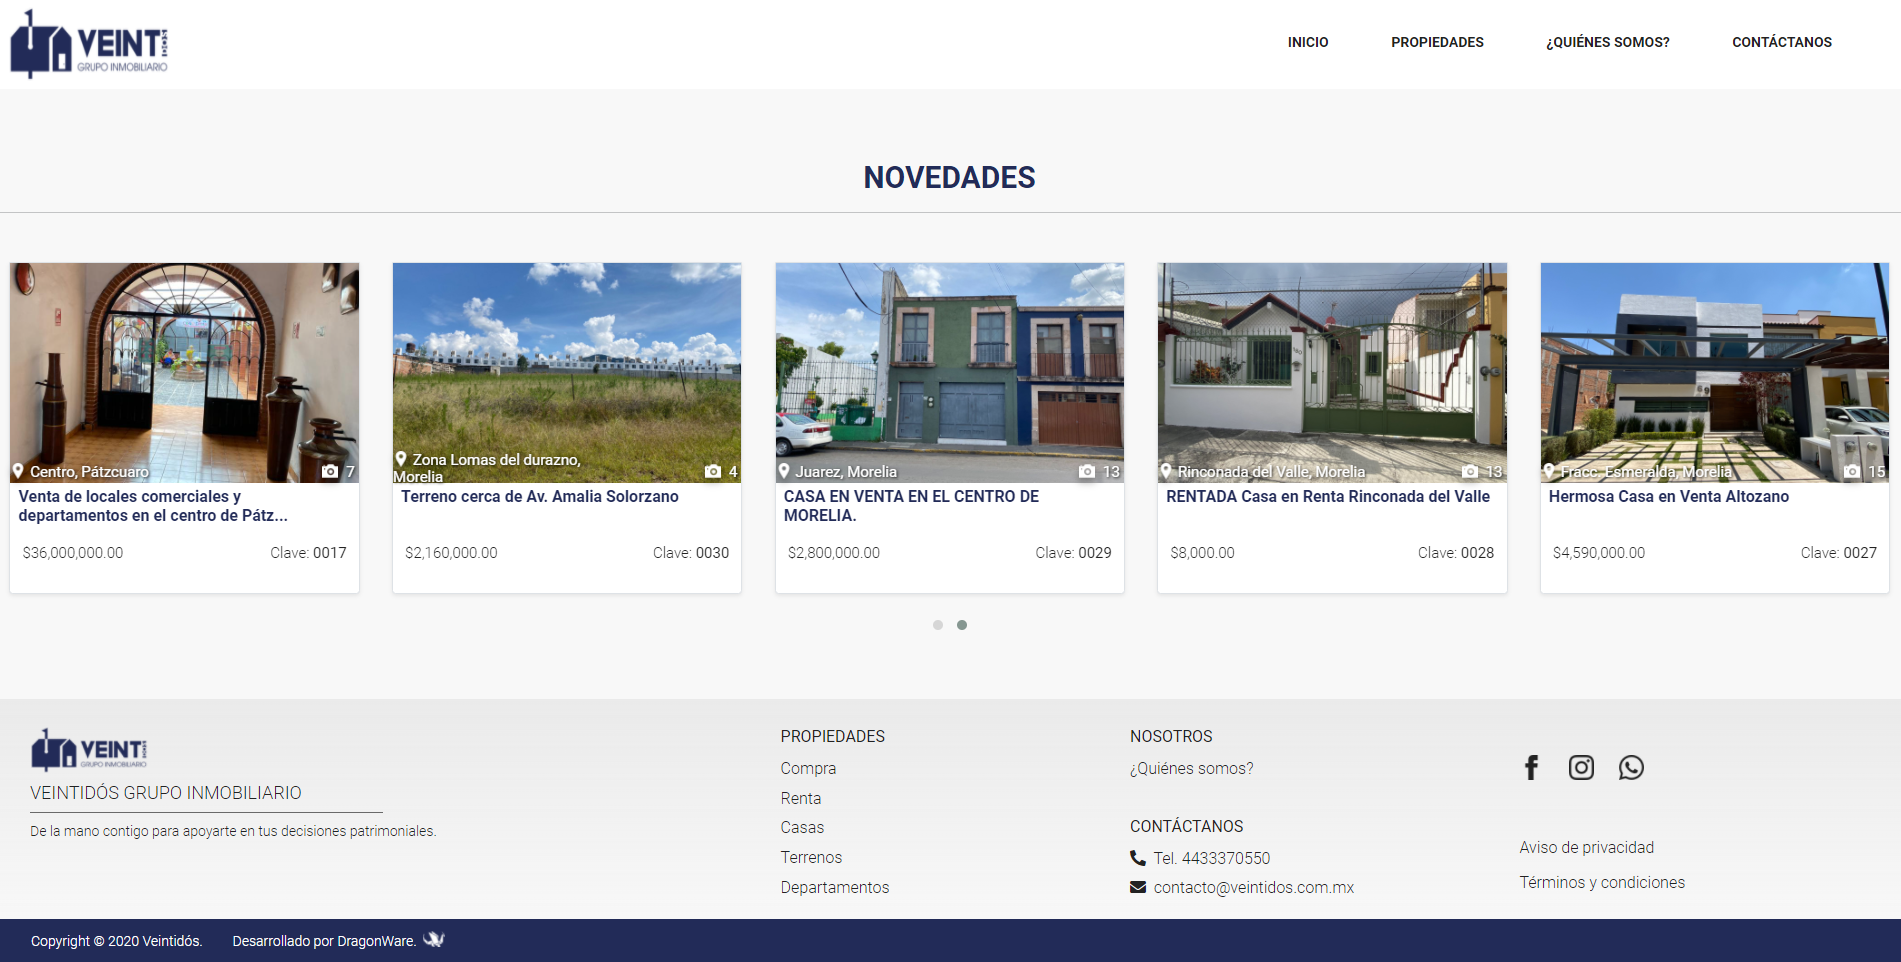 VEINTIDÓS
GRUPO INMOBILIARIO
INICIO
PROPIEDADES
¿QUIÉNES SOMOS?
CONTÁCTANOS
NOVEDADES
Centro, Pátzcuaro
7
Venta de locales comerciales y
departamentos en el centro de Pátz...
$36,000,000.00
Clave: 0017
Zona Lomas del durazno,
Morelia
4
Terreno cerca de Av. Amalia Solorzano
$2,160,000.00
Clave: 0030
Juarez, Morelia
13
CASA EN VENTA EN EL CENTRO DE
MORELIA.
$2,800,000.00
Clave: 0029
Rinconada del Valle, Morelia
13
RENTADA Casa en Renta Rinconada del Valle
$8,000.00
Clave: 0028
Fracc. Esmeralda, Morelia
15
Hermosa Casa en Venta Altozano
$4,590,000.00
Clave: 0027
VEINTIDÓS
GRUPO INMOBILIARIO
VEINTIDÓS GRUPO INMOBILIARIO
De la mano contigo para apoyarte en tus decisiones patrimoniales.
PROPIEDADES
Compra
Renta
Casas
Terrenos
Departamentos
NOSOTROS
¿Quiénes somos?
CONTÁCTANOS
Tel. 4433370550
contacto@veintidos.com.mx
Aviso de privacidad
Términos y condiciones
Copyright © 2020 Veintidós.
Desarrollado por DragonWare.